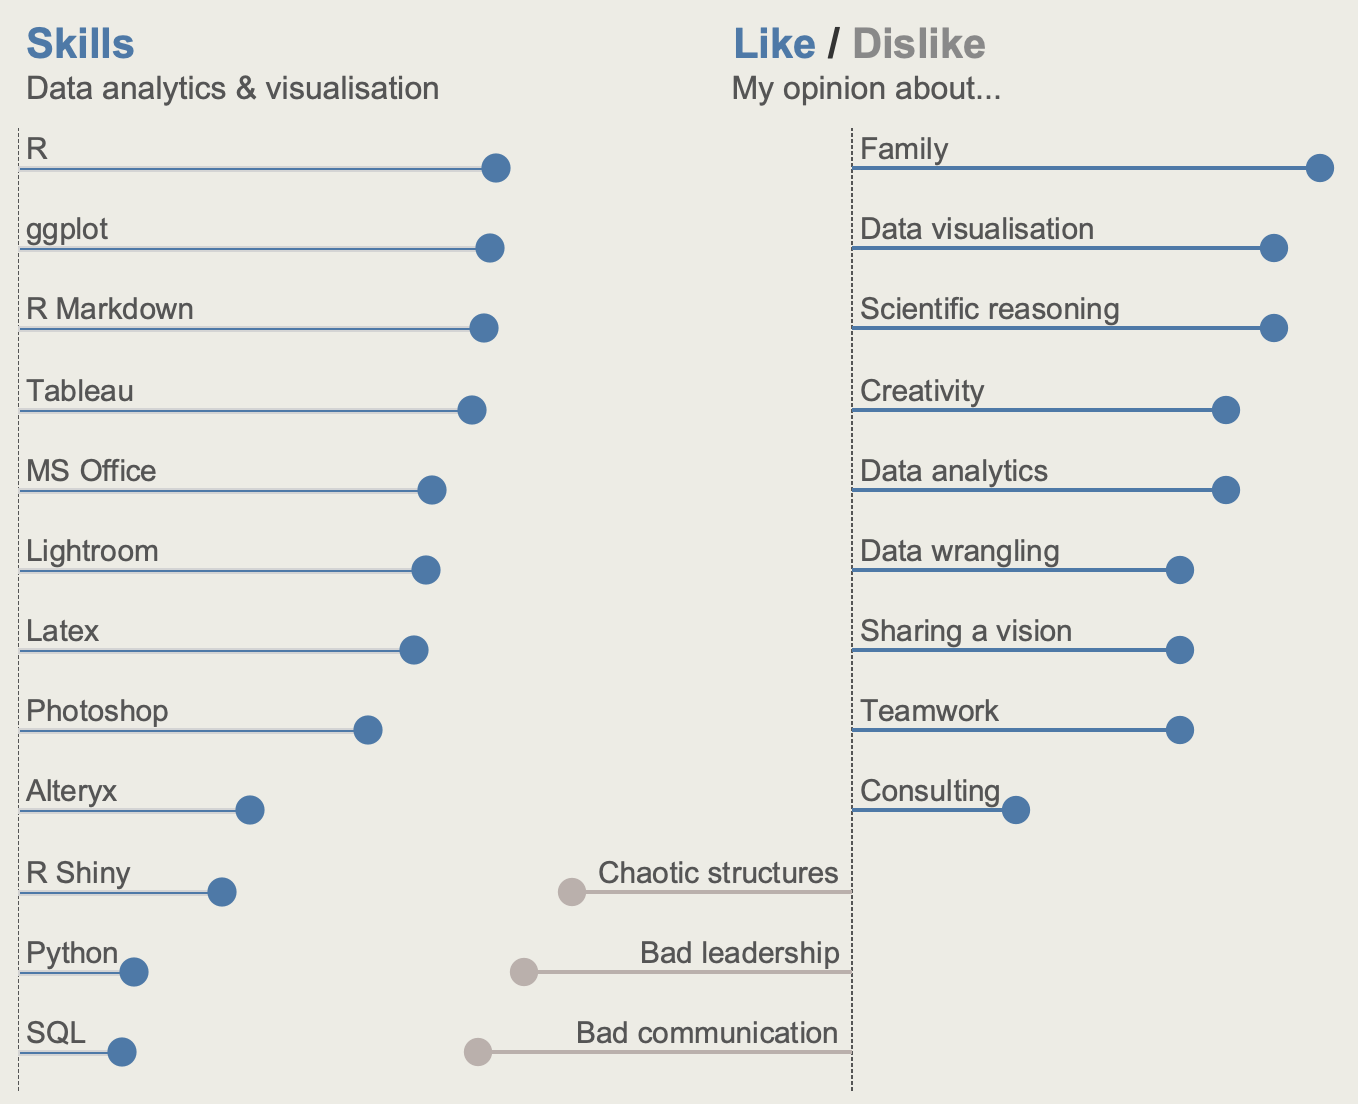 Skills
Data analytics & visualisation
R
ggplot
R Markdown
Tableau
MS Office
Lightroom
Latex
Photoshop
Alteryx
R Shiny
Python
SQL
Like / Dislike
My opinion about...
Family
Data visualisation
Scientific reasoning
Creativity
Data analytics
Data wrangling
Sharing a vision
Teamwork
Consulting
Chaotic structures
Bad leadership
Bad communication